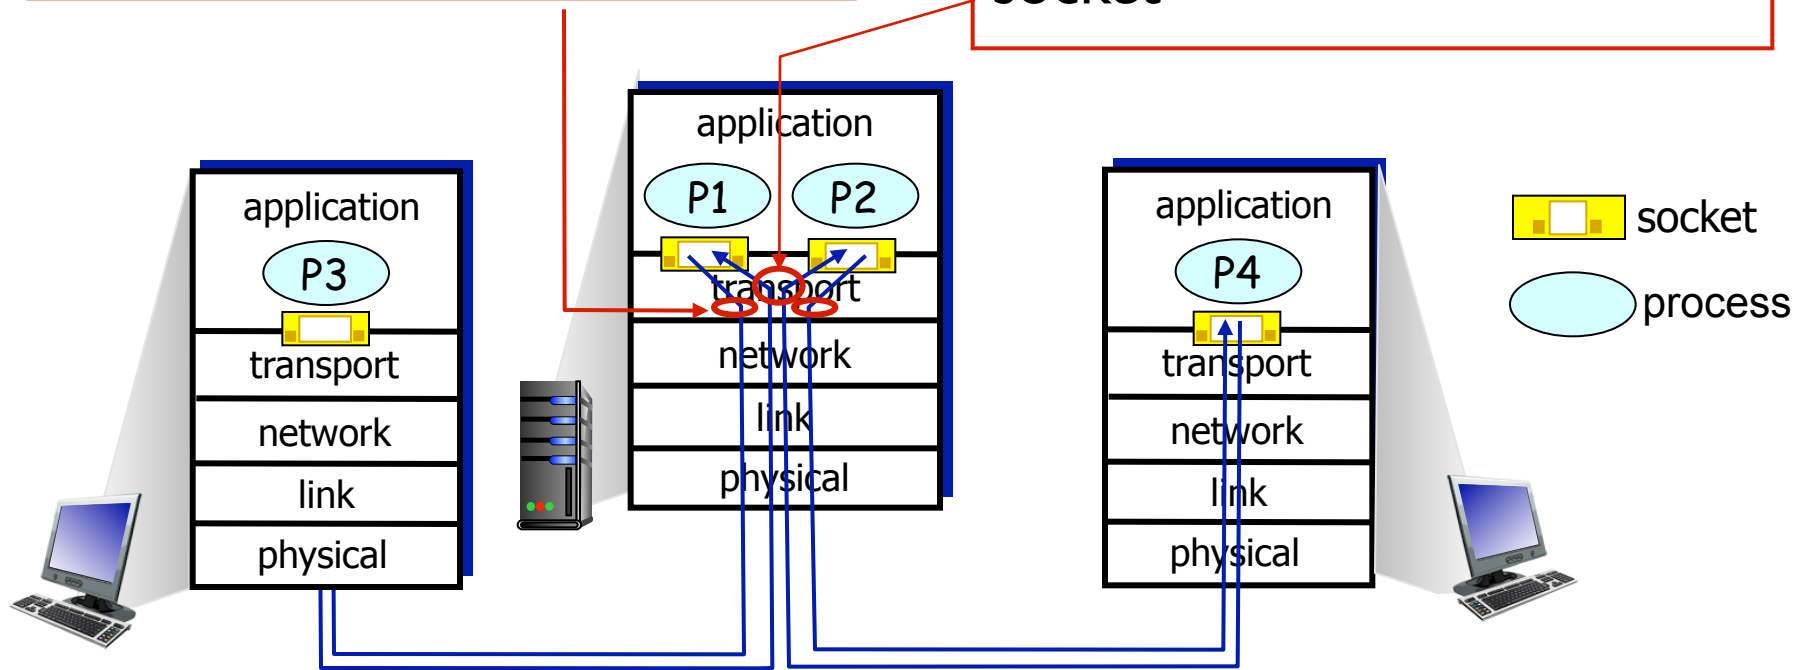 socket
application
P1 P2
transport
network
link
physical
application
P3
transport
network
link
physical
application
P4
transport
network
link
physical
socket
process